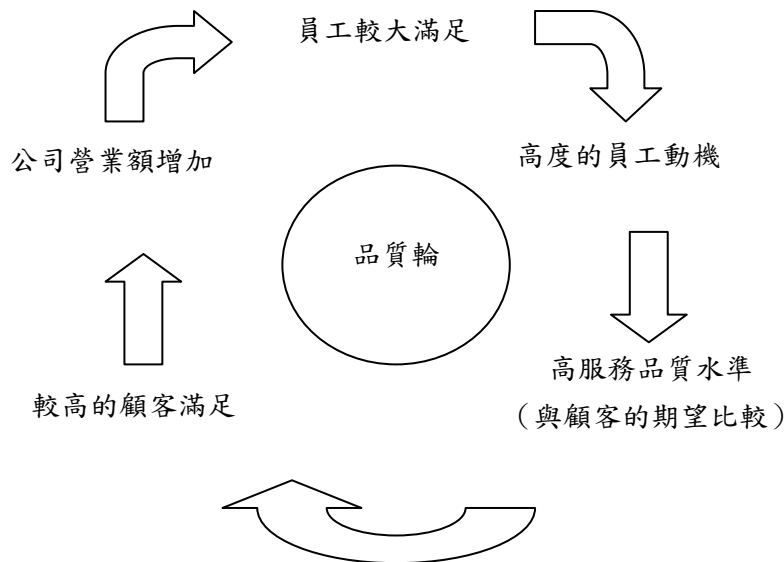 員工較大滿足
公司營業額增加
高度的員工動機
品質輪
較高的顧客滿足
高服務品質水準
（與顧客的期望比較）